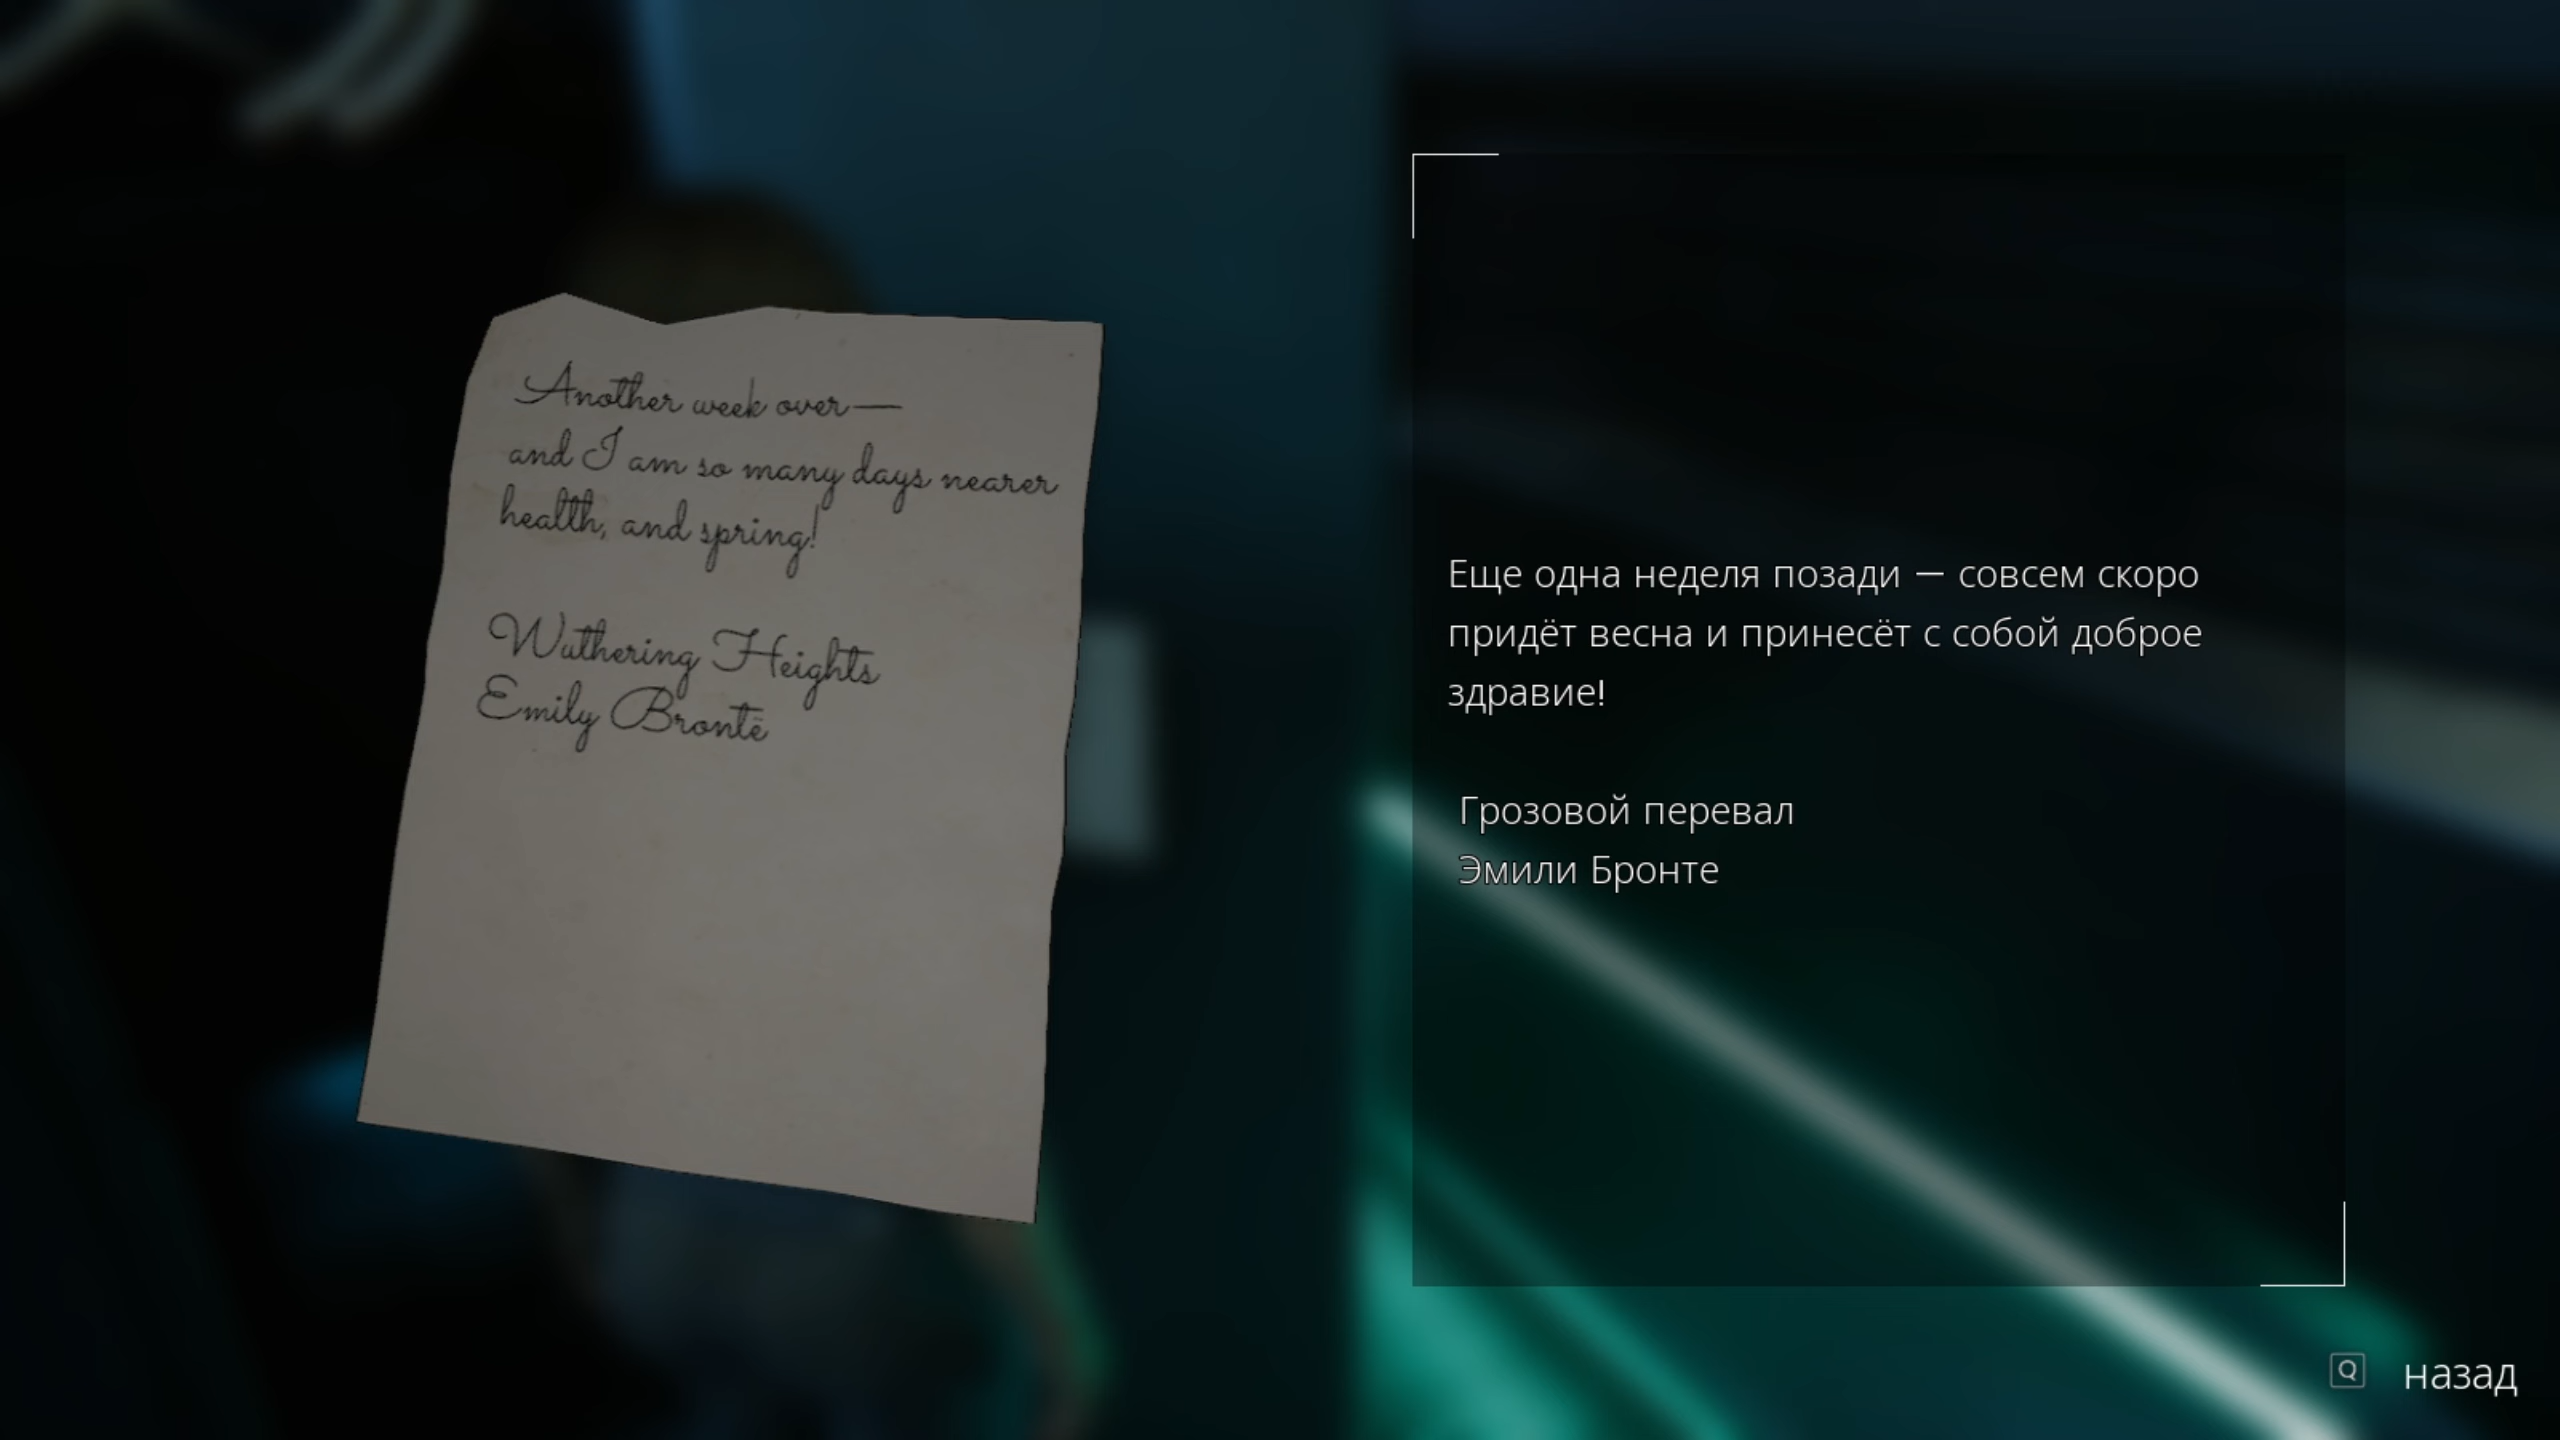 Another week over—
and I am so many days nearer
health, and spring!
Wuthering Heights
Emily Brontë
Еще одна неделя позади — совсем скоро
придёт весна и принесёт с собой доброе
здравие!
Грозовой перевал
Эмили Бронте
Q назад